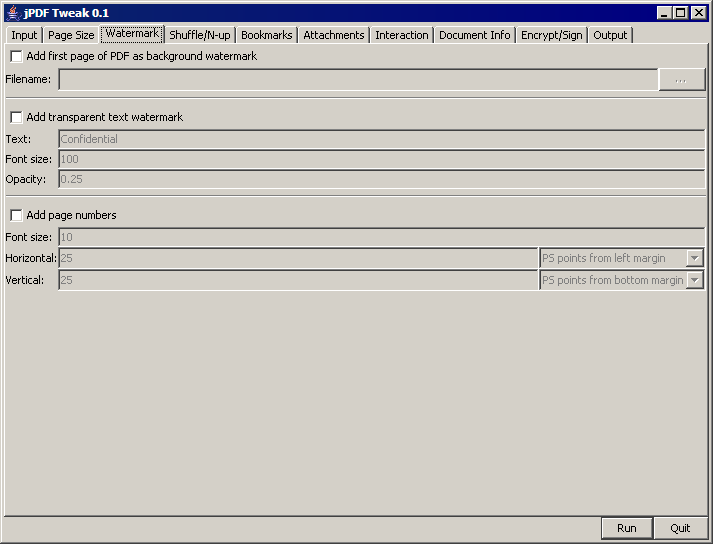 jPDF Tweak 0.1
Input Page Size Watermark Shuffle/N-up Bookmarks Attachments Interaction Document Info Encrypt/Sign Output
Add first page of PDF as background watermark
Filename: ...
Add transparent text watermark
Text: Confidential
Font size: 100
Opacity: 0.25
Add page numbers
Font size: 10
Horizontal: 25 PS points from left margin
Vertical: 25 PS points from bottom margin
Run Quit